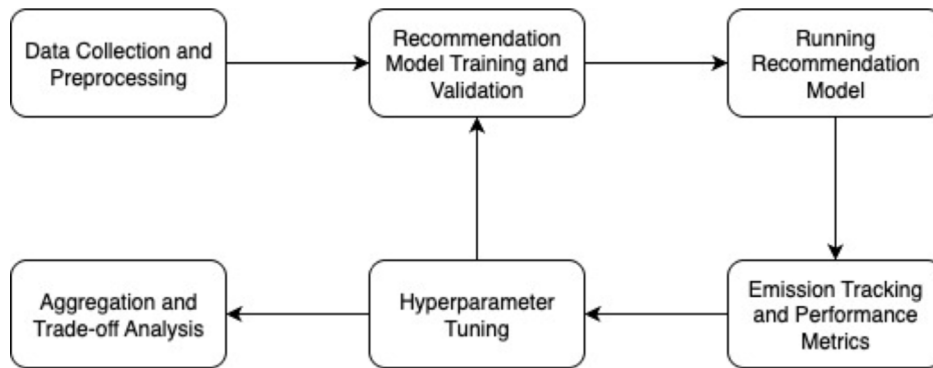 Data Collection and
Preprocessing
Recommendation
Model Training and
Validation
Running
Recommendation
Model
Aggregation and
Trade-off Analysis
Hyperparameter
Tuning
Emission Tracking
and Performance
Metrics